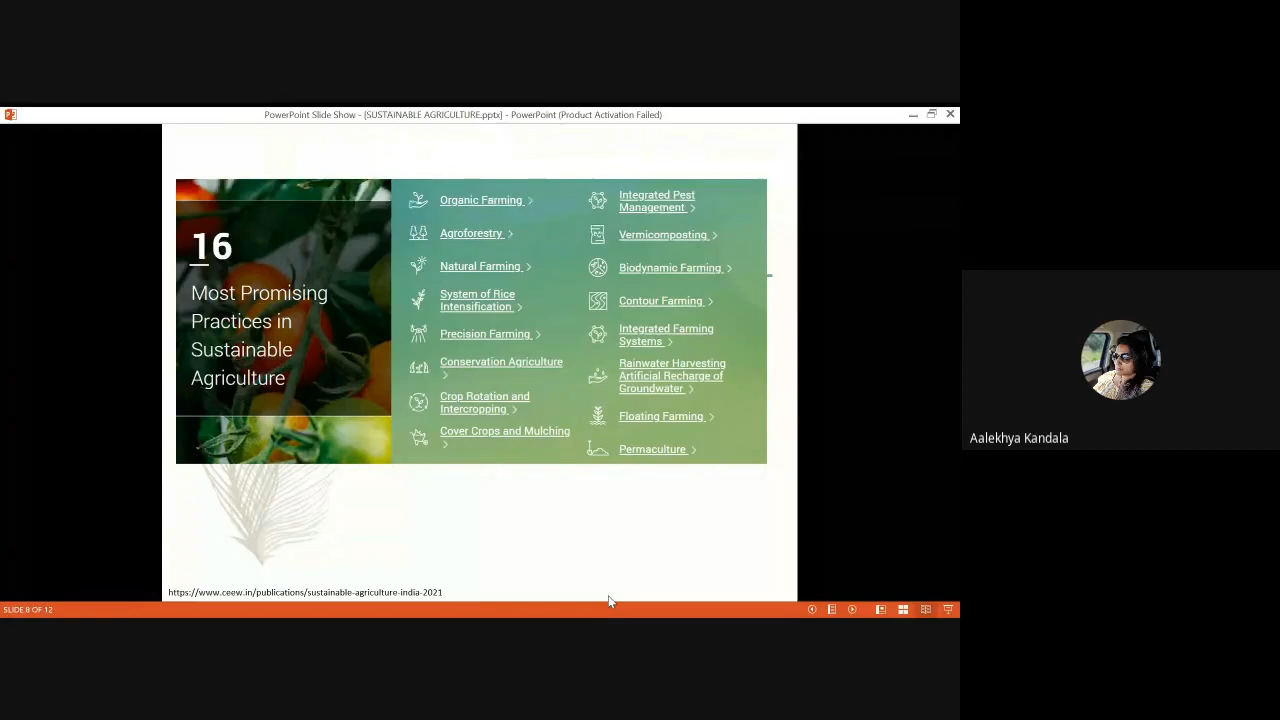 PowerPoint Slide Show - [SUSTAINABLE AGRICULTURE.pptx] - PowerPoint (Product Activation Failed)
16
Most Promising
Practices in
Sustainable
Agriculture
Organic Farming
Agroforestry
Natural Farming
System of Rice
Intensification
Precision Farming
Conservation Agriculture
Crop Rotation and
Intercropping
Cover Crops and Mulching
Integrated Pest
Management
Vermicomposting
Biodynamic Farming
Contour Farming
Integrated Farming
Systems
Rainwater Harvesting
Artificial Recharge of
Groundwater
Floating Farming
Permaculture
https://www.ceew.in/publications/sustainable-agriculture-india-2021
SLIDE 8 OF 12
Aalekhya Kandala